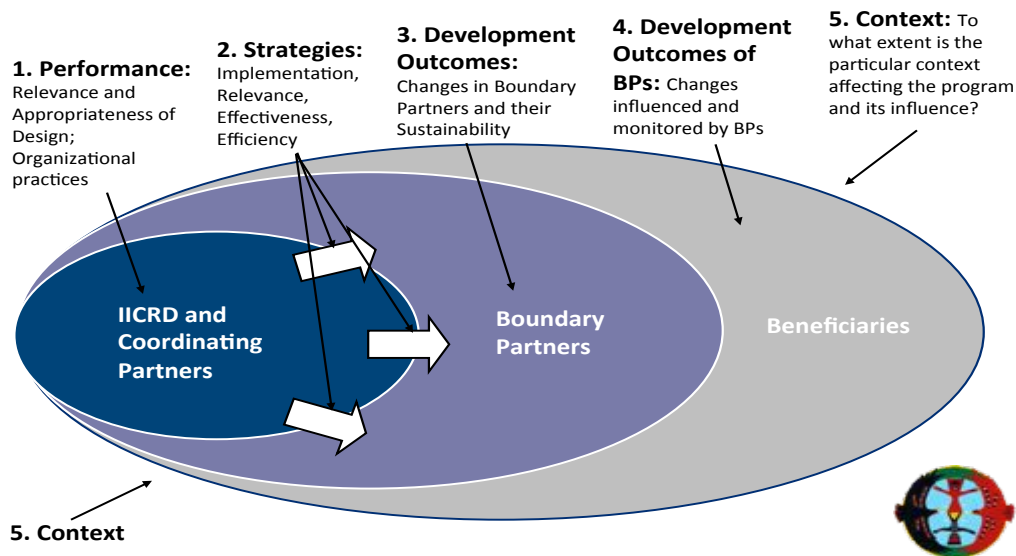 1. Performance:
Relevance and
Appropriateness of
Design;
Organizational
practices
2. Strategies:
Implementation,
Relevance,
Effectiveness,
Efficiency
3. Development
Outcomes:
Changes in Boundary
Partners and their
Sustainability
4. Development
Outcomes of
BPs: Changes
influenced and
monitored by BPs
5. Context: To
what extent is the
particular context
affecting the program
and its influence?
IICRD and
Coordinating
Partners
Boundary
Partners
Beneficiaries
5. Context